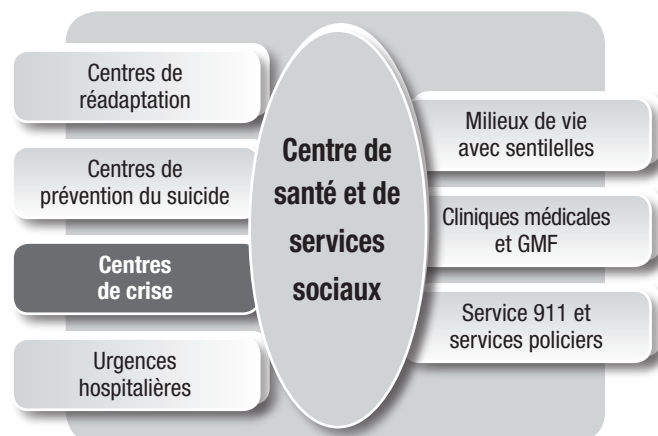 Centres de
réadaptation
Centres de
prévention du suicide
Centres
de crise
Urgences
hospitalières
Centre de
santé et de
services
sociaux
Milieux de vie
avec sentilelles
Cliniques médicales
et GMF
Service 911 et
services policiers